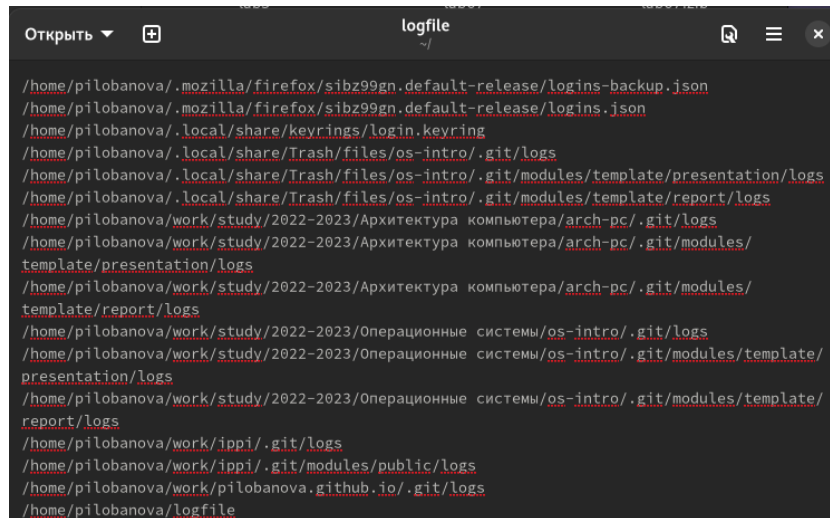 Открыть
logfile
~/
/home/pilobanova/.mozilla/firefox/sibz99gn.default-release/logins-backup.json
/home/pilobanova/.mozilla/firefox/sibz99gn.default-release/logins.json
/home/pilobanova/.local/share/keyrings/login.keyring
/home/pilobanova/.local/share/Trash/files/os-intro/.git/logs
/home/pilobanova/.local/share/Trash/files/os-intro/.git/modules/template/presentation/logs
/home/pilobanova/.local/share/Trash/files/os-intro/.git/modules/template/report/logs
/home/pilobanova/work/study/2022-2023/Архитектура компьютера/arch-pc/.git/logs
/home/pilobanova/work/study/2022-2023/Архитектура компьютера/arch-pc/.git/modules/
template/presentation/logs
/home/pilobanova/work/study/2022-2023/Архитектура компьютера/arch-pc/.git/modules/
template/report/logs
/home/pilobanova/work/study/2022-2023/Операционные системы/os-intro/.git/logs
/home/pilobanova/work/study/2022-2023/Операционные системы/os-intro/.git/modules/template/
presentation/logs
/home/pilobanova/work/study/2022-2023/Операционные системы/os-intro/.git/modules/template/
report/logs
/home/pilobanova/work/ippi/.git/logs
/home/pilobanova/work/ippi/.git/modules/public/logs
/home/pilobanova/work/pilobanova.github.io/.git/logs
/home/pilobanova/logfile